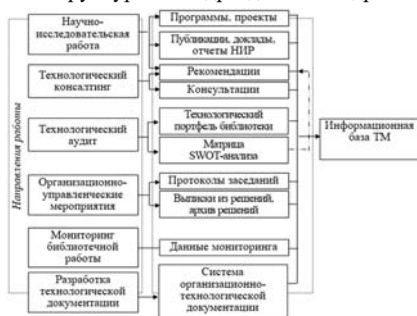 Направления работы
Научно-
исследовательская
работа
Технологический
консалтинг
Технологический
аудит
Организационно-
управленческие
мероприятия
Мониторинг
библиотечной
работы
Разработка
технологической
документации
Программы, проекты
Публикации, доклады,
отчеты НИР
Рекомендации
Консультации
Технологический
портфель библиотеки
Матрица
SWOT-анализа
Протоколы заседаний
Выписки из решений,
архив решений
Данные мониторинга
Система
организационно-
технологической
документации
Информационная
база ТМ